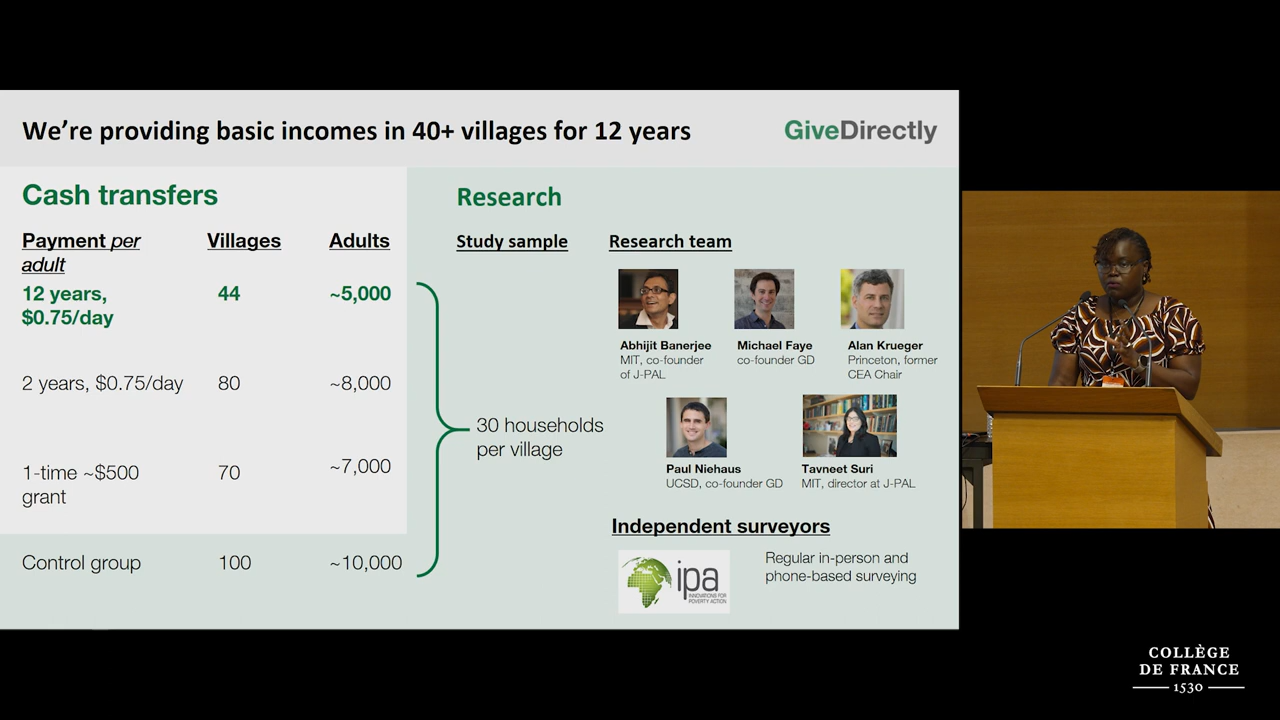 We're providing basic incomes in 40+ villages for 12 years
GiveDirectly
Cash transfers
Payment per
adult
Villages
Adults
12 years,
$0.75/day
44
~5,000
2 years, $0.75/day
80
~8,000
1-time ~$500
grant
70
~7,000
Control group
100
~10,000
Research
Study sample
30 households
per village
Research team
Abhijit Banerjee
MIT, co-founder
of J-PAL
Michael Faye
co-founder GD
Alan Krueger
Princeton, former
CEA Chair
Paul Niehaus
UCSD, co-founder GD
Tavneet Suri
MIT, director at J-PAL
Independent surveyors
ipa
INNOVATIONS FOR
POVERTY ACTION
Regular in-person and
phone-based surveying
COLLÈGE
DE FRANCE
1530